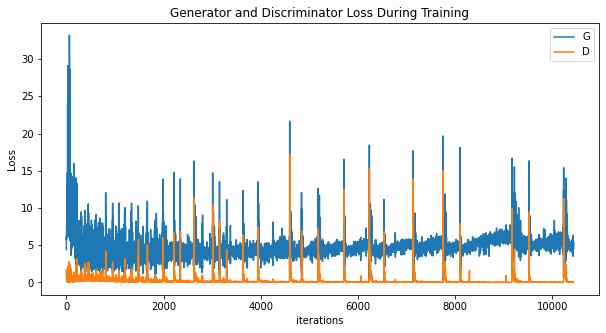 Generator and Discriminator Loss During Training
G
D
Loss
30
25
20
15
10
5
0
0 2000 4000 6000 8000 10000
iterations